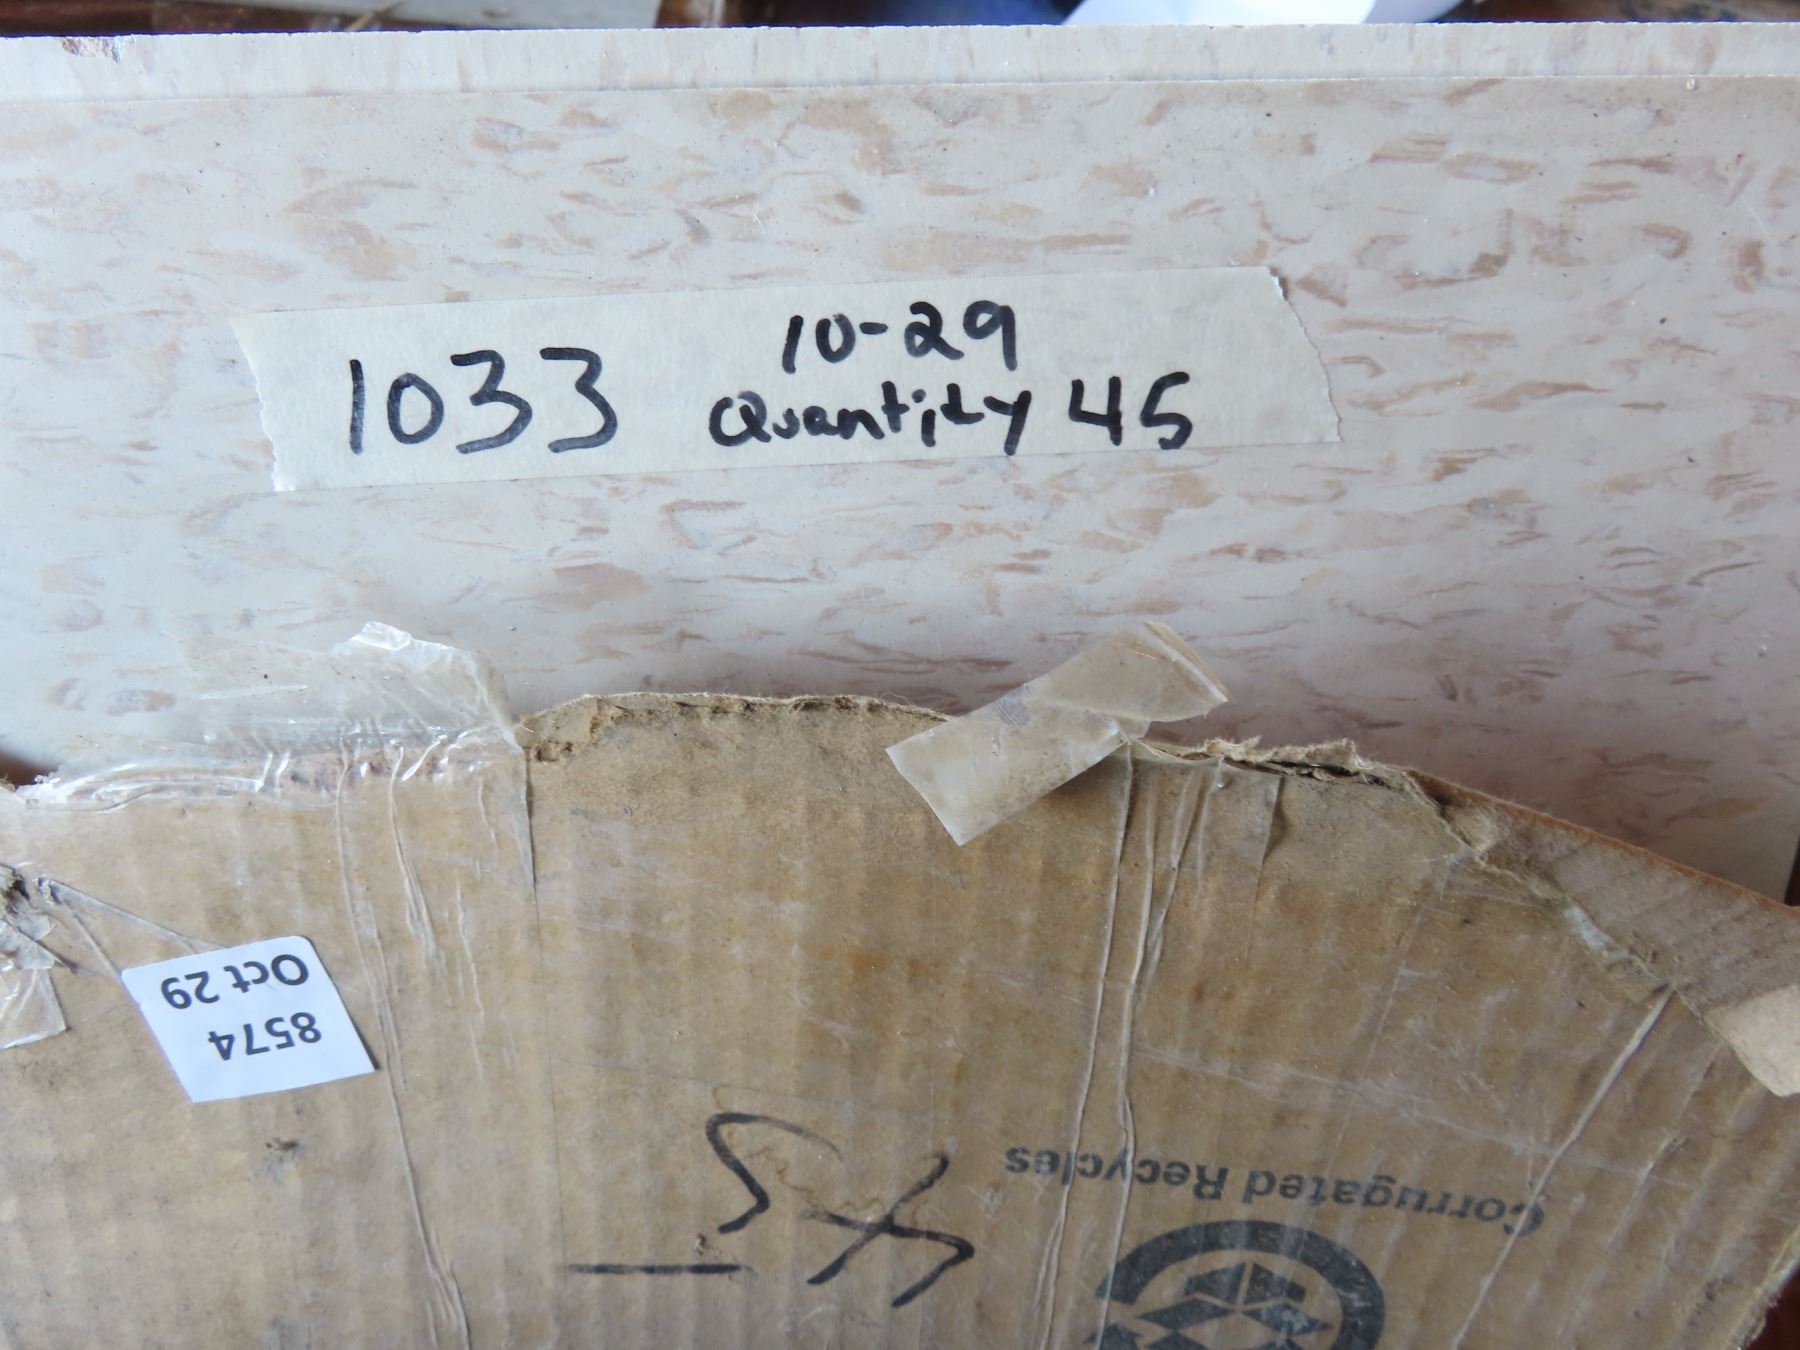 1033
10-29
Quantity 45
8574
Oct 29
45
Corrugated Recycles